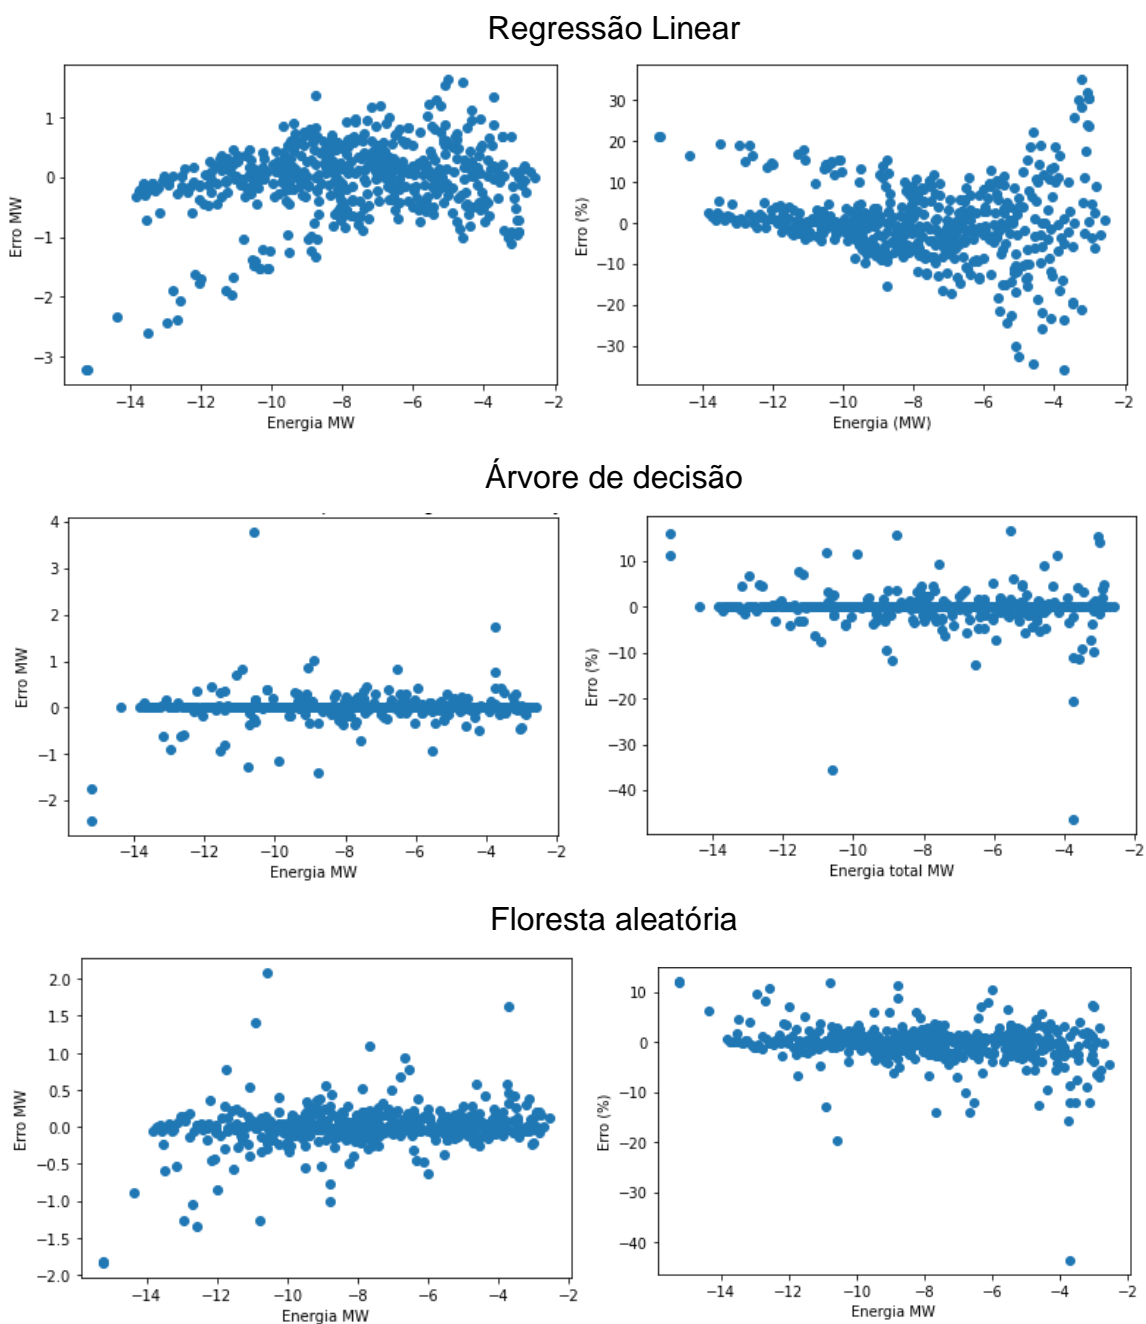 Regressão Linear
1
0
−1
−2
−3
Erro MW
−14 −12 −10 −8 −6 −4 −2
Energia MW
30
20
10
0
−10
−20
−30
Erro (%)
−14 −12 −10 −8 −6 −4 −2
Energia (MW)
Árvore de decisão
4
3
2
1
0
−1
−2
Erro MW
−14 −12 −10 −8 −6 −4 −2
Energia MW
10
0
−10
−20
−30
−40
Erro (%)
−14 −12 −10 −8 −6 −4 −2
Energia total MW
Floresta aleatória
2.0
1.5
1.0
0.5
0.0
−0.5
−1.0
−1.5
−2.0
Erro MW
−14 −12 −10 −8 −6 −4 −2
Energia MW
10
0
−10
−20
−30
−40
Erro (%)
−14 −12 −10 −8 −6 −4 −2
Energia MW